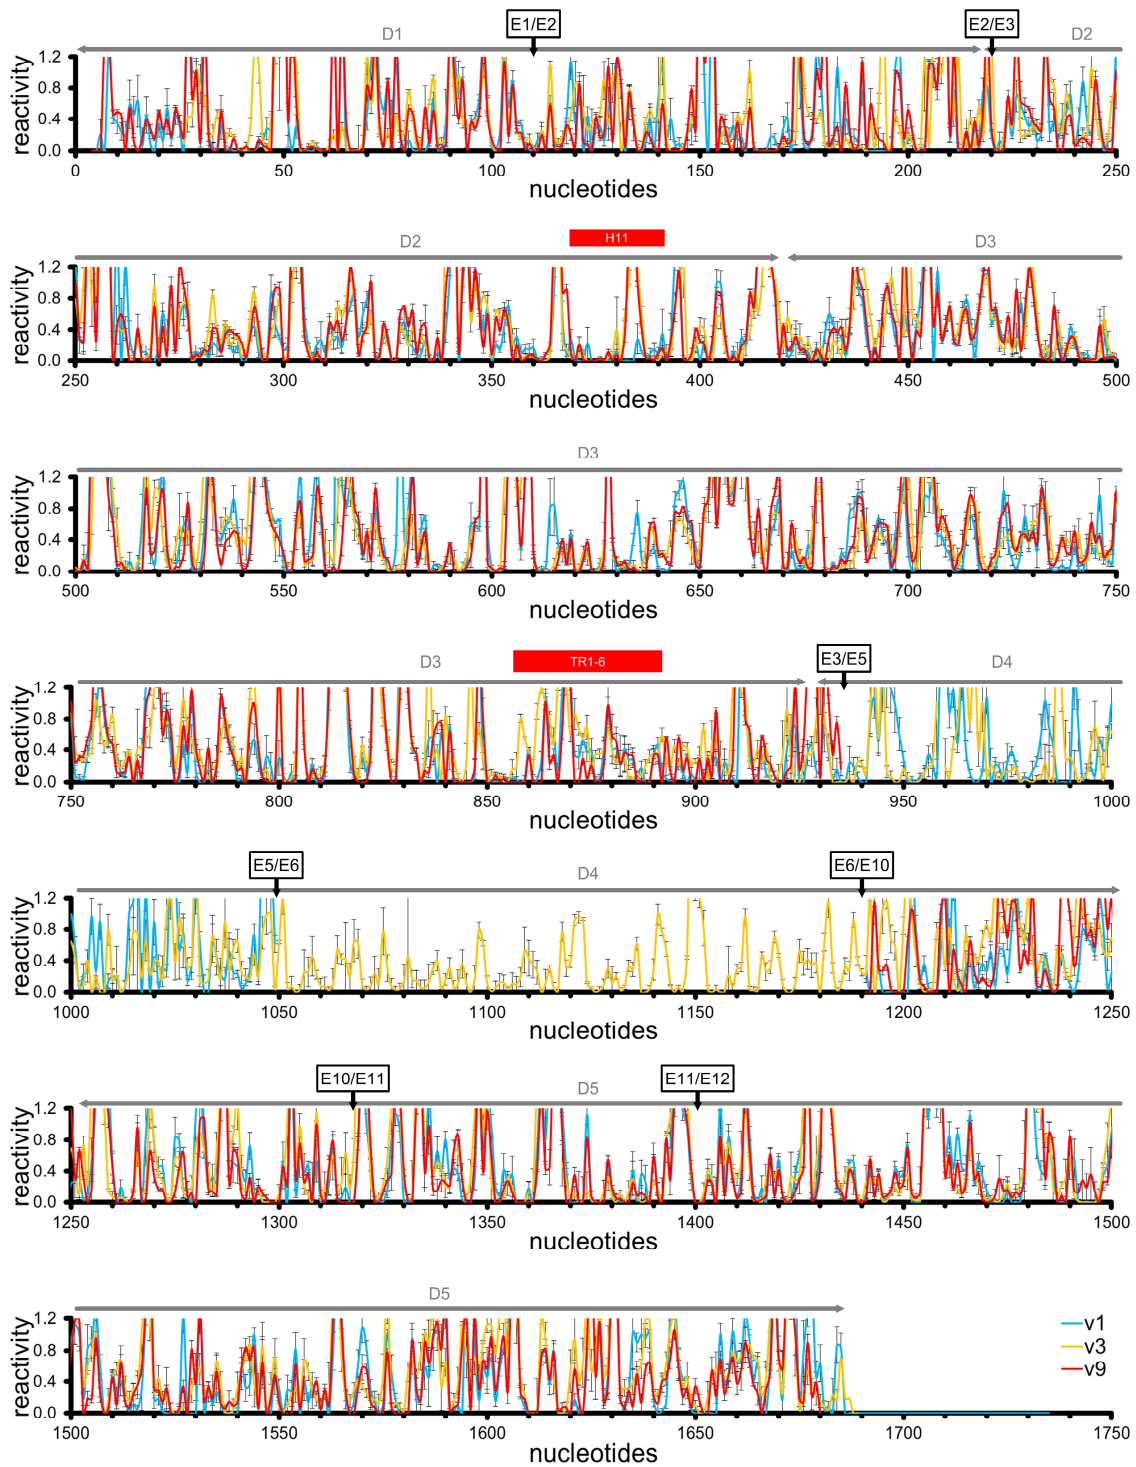 D1 E1/E2 E2/E3 D2
reactivity
1.2
0.8
0.4
0.0
0 50 100 150 200 250
nucleotides
D2 H11 D3
reactivity
1.2
0.8
0.4
0.0
250 300 350 400 450 500
nucleotides
D3
reactivity
1.2
0.8
0.4
0.0
500 550 600 650 700 750
nucleotides
D3 TR1-6 E3/E5 D4
reactivity
1.2
0.8
0.4
0.0
750 800 850 900 950 1000
nucleotides
E5/E6 D4 E6/E10
reactivity
1.2
0.8
0.4
0.0
1000 1050 1100 1150 1200 1250
nucleotides
E10/E11 D5 E11/E12
reactivity
1.2
0.8
0.4
0.0
1250 1300 1350 1400 1450 1500
nucleotides
D5
reactivity
1.2
0.8
0.4
0.0
1500 1550 1600 1650 1700 1750
nucleotides
v1
v3
v9